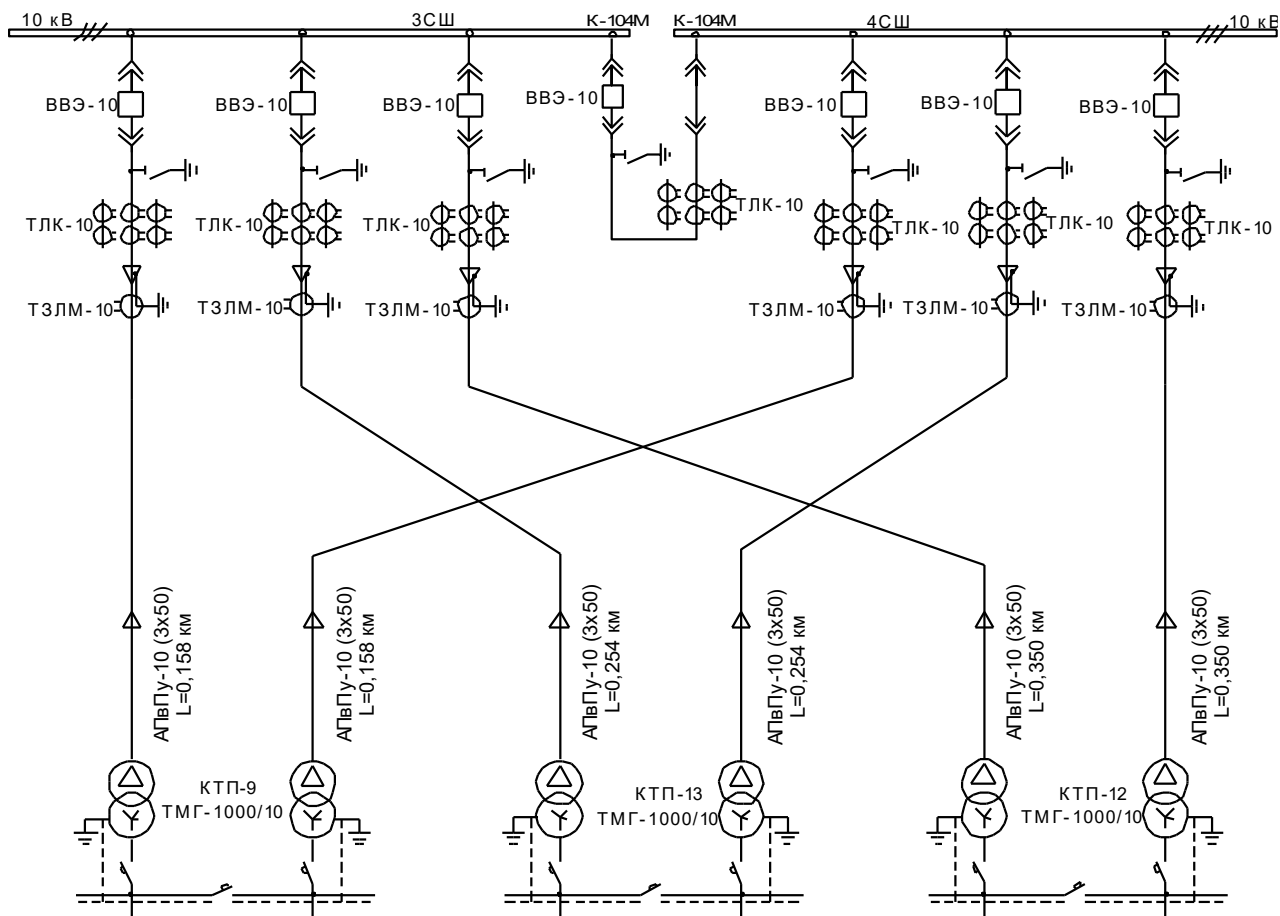 10 кВ
3СШ
К-104М
К-104М
4СШ
10 кВ
ВВЭ-10
ВВЭ-10
ВВЭ-10
ВВЭ-10
ВВЭ-10
ВВЭ-10
ВВЭ-10
ТЛК-10
ТЛК-10
ТЛК-10
ТЛК-10
ТЛК-10
ТЛК-10
ТЛК-10
ТЗЛМ-10
ТЗЛМ-10
ТЗЛМ-10
ТЗЛМ-10
ТЗЛМ-10
ТЗЛМ-10
АПвПу-10 (3х50)
L=0,158 км
АПвПу-10 (3х50)
L=0,158 км
АПвПу-10 (3х50)
L=0,254 км
АПвПу-10 (3х50)
L=0,254 км
АПвПу-10 (3х50)
L=0,350 км
АПвПу-10 (3х50)
L=0,350 км
КТП-9
ТМГ-1000/10
КТП-13
ТМГ-1000/10
КТП-12
ТМГ-1000/10